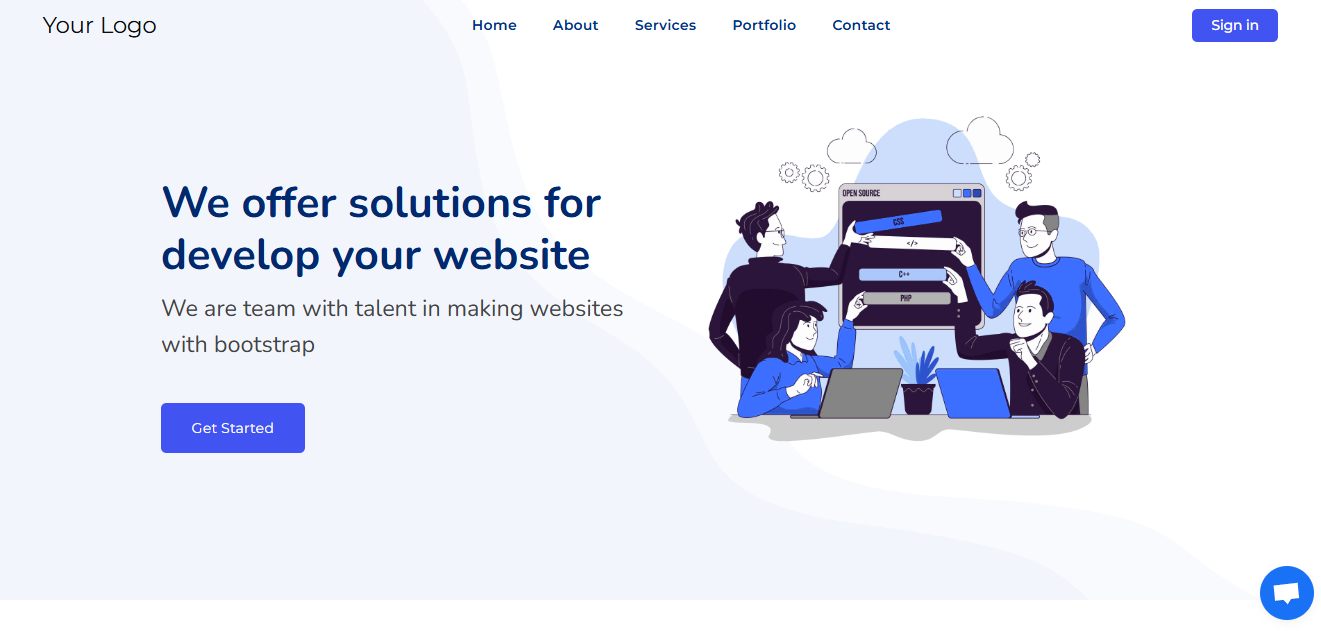 Your Logo
Home About Services Portfolio Contact
Sign in
We offer solutions for
develop your website
We are team with talent in making websites
with bootstrap
Get Started
OPEN SOURCE
CSS
</>
C++
PHP